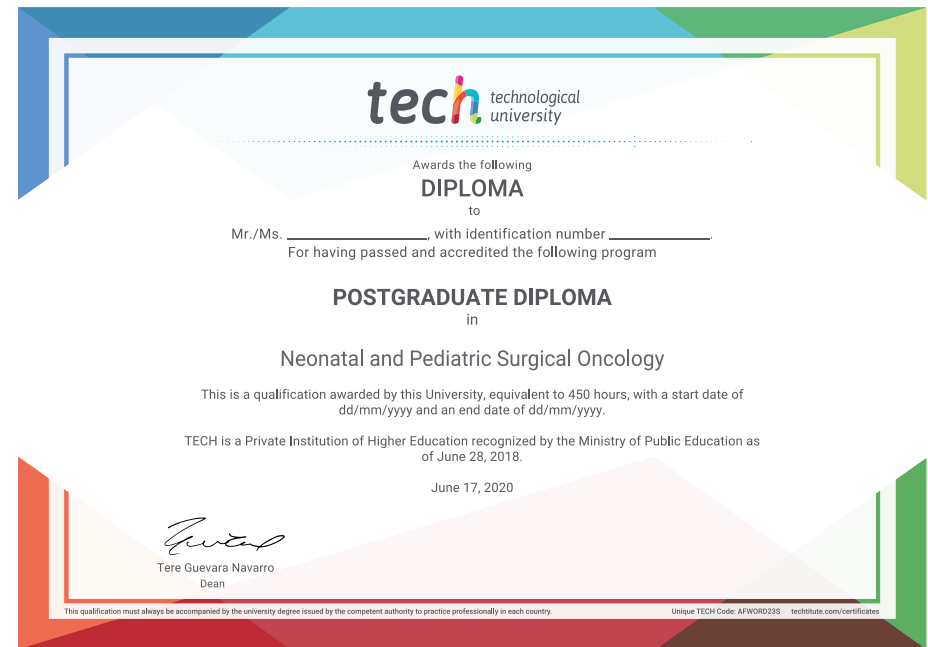 tech technological
university
Awards the following
DIPLOMA
to
Mr./Ms. ____________________, with identification number ______________.
For having passed and accredited the following program
POSTGRADUATE DIPLOMA
in
Neonatal and Pediatric Surgical Oncology
This is a qualification awarded by this University, equivalent to 450 hours, with a start date of
dd/mm/yyyy and an end date of dd/mm/yyyy.
TECH is a Private Institution of Higher Education recognized by the Ministry of Public Education as
of June 28, 2018.
June 17, 2020
Tere Guevara Navarro
Dean
This qualification must always be accompanied by the university degree issued by the competent authority to practice professionally in each country.
Unique TECH Code: AFWORD23S techtitute.com/certificates